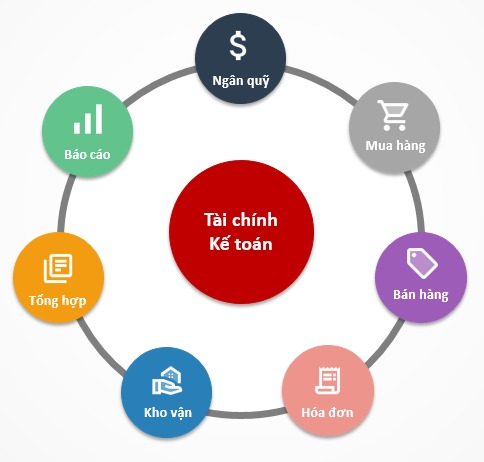 Ngân quỹ
Mua hàng
Bán hàng
Hóa đơn
Kho vận
Tổng hợp
Báo cáo
Tài chính
Kế toán